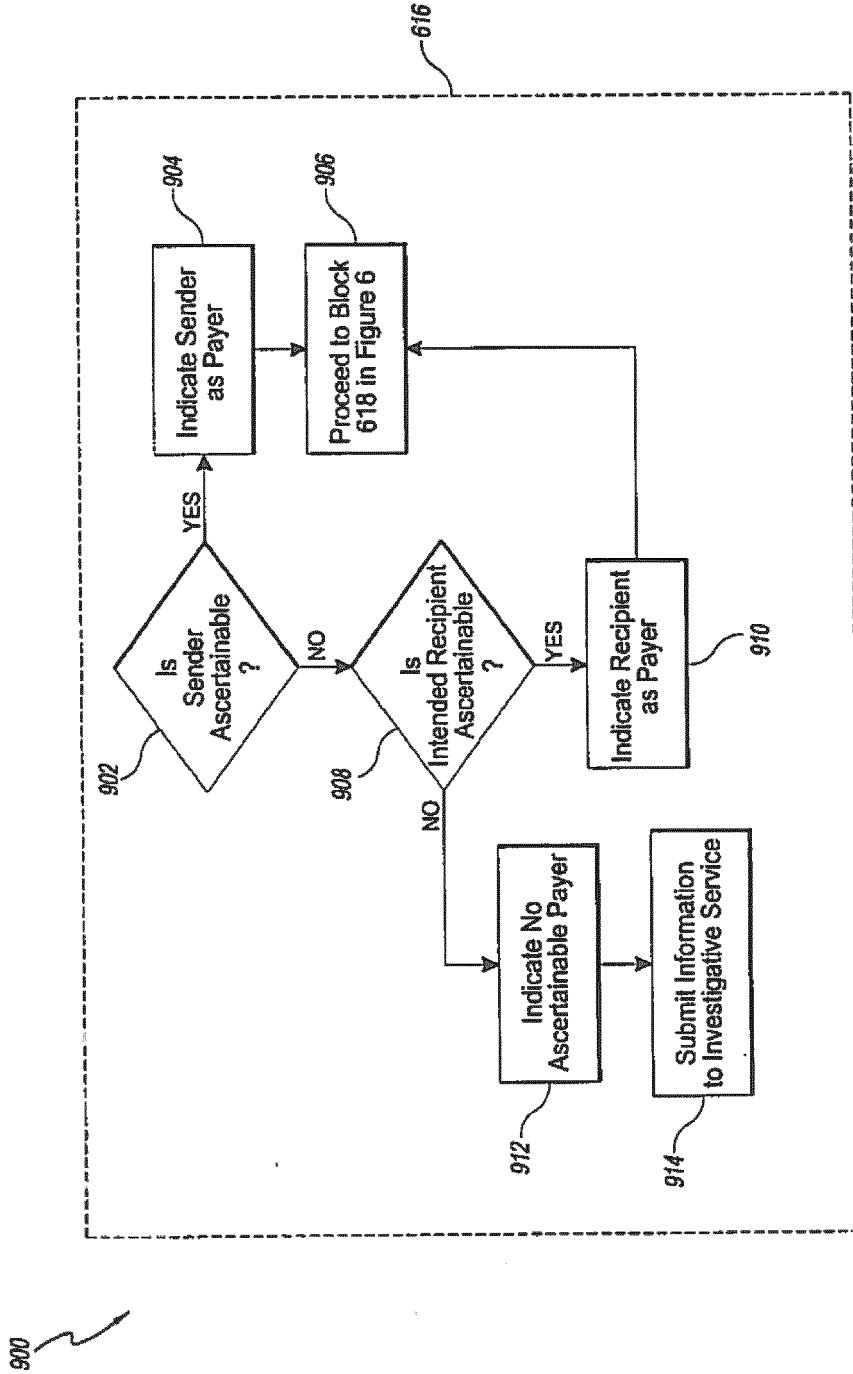 900
616
902
Is
Sender
Ascertainable
?
YES
904
Indicate Sender
as Payer
NO
906
Proceed to Block
618 in Figure 6
908
Is
Intended Recipient
Ascertainable
?
YES
910
Indicate Recipient
as Payer
NO
912
Indicate No
Ascertainable Payer
914
Submit Information
to Investigative Service